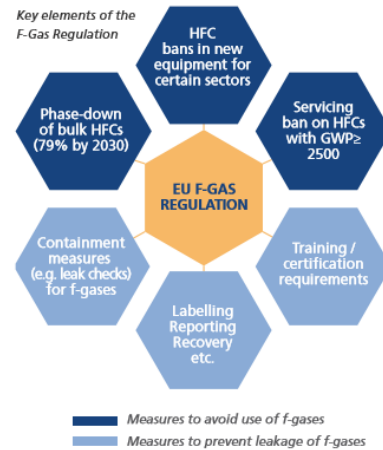 Key elements of the
F-Gas Regulation
HFC
bans in new
equipment for
certain sectors
Phase-down
of bulk HFCs
(79% by 2030)
Servicing
ban on HFCs
with GWP≥
2500
EU F-GAS
REGULATION
Containment
measures
(e.g. leak checks)
for f-gases
Training /
certification
requirements
Labelling
Reporting
Recovery
etc.
Measures to avoid use of f-gases
Measures to prevent leakage of f-gases